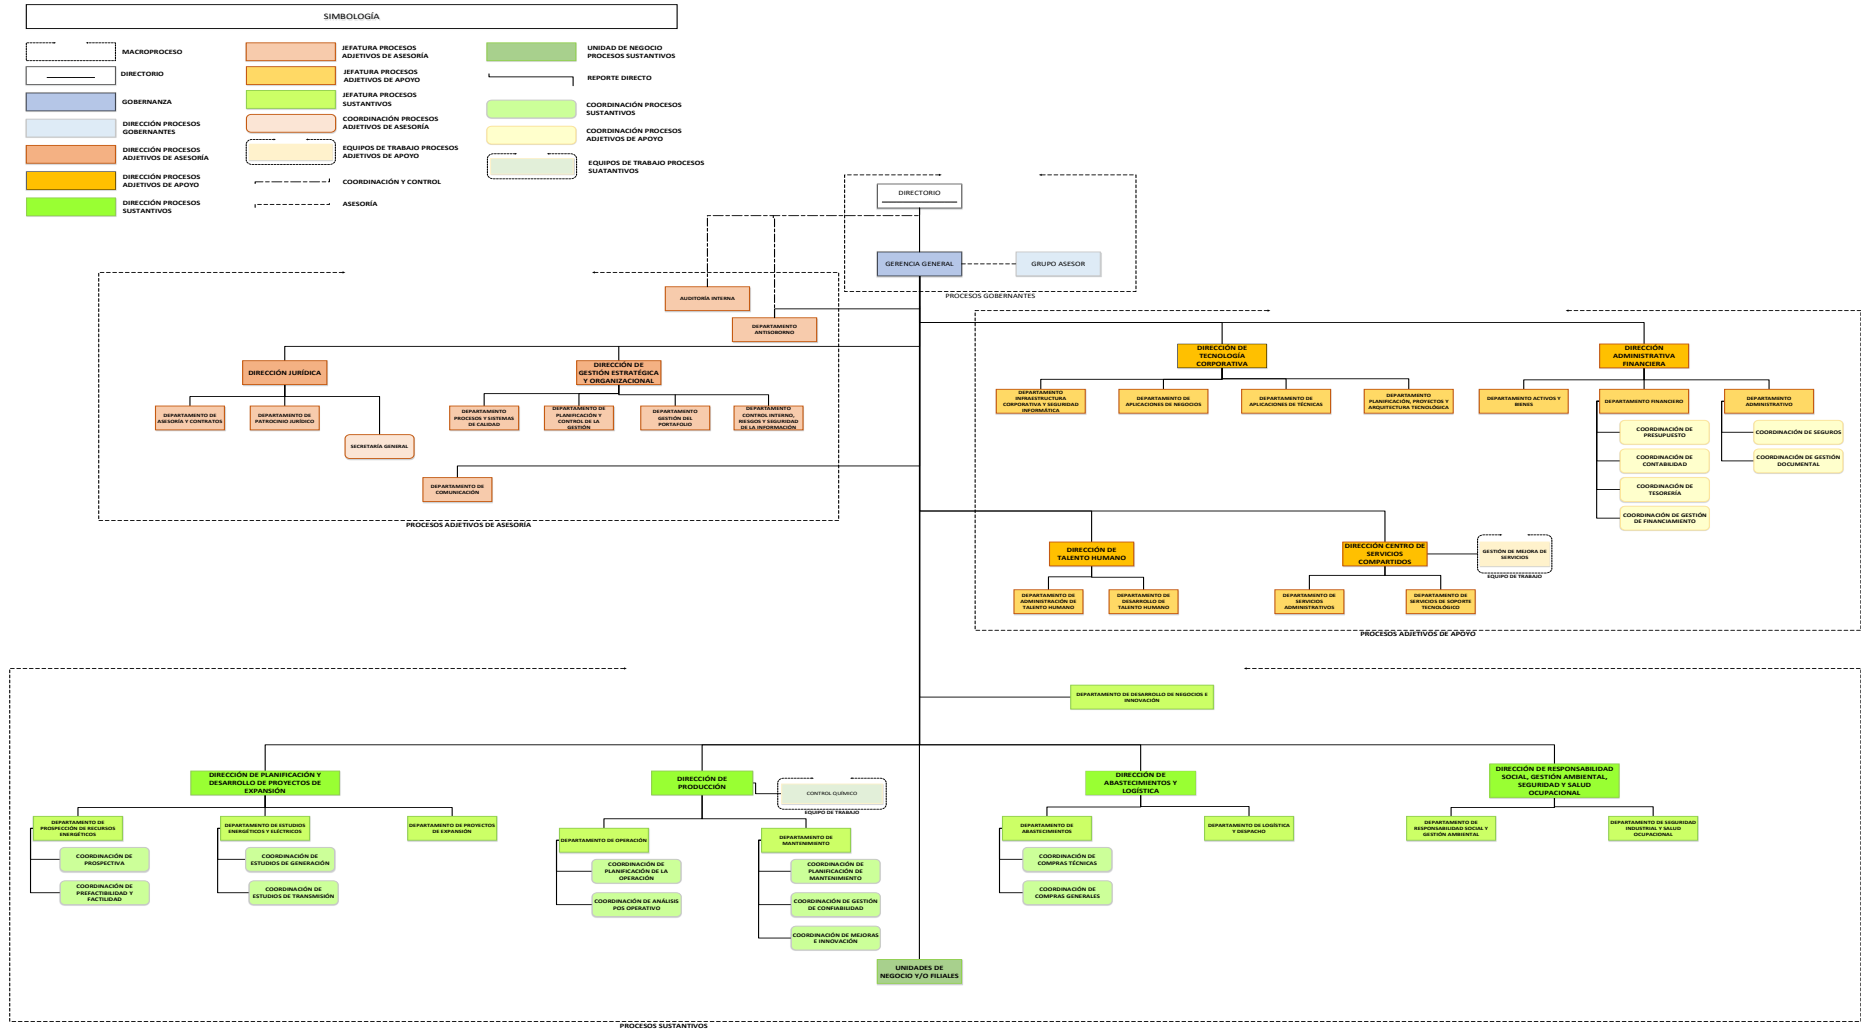 SIMBOLOGÍA
MACROPROCESO
DIRECTORIO
GOBERNANZA
DIRECCIÓN PROCESOS
GOBERNANTES
DIRECCIÓN PROCESOS
ADJETIVOS DE ASESORÍA
DIRECCIÓN PROCESOS
ADJETIVOS DE APOYO
DIRECCIÓN PROCESOS
SUSTANTIVOS
JEFATURA PROCESOS
ADJETIVOS DE ASESORÍA
JEFATURA PROCESOS
ADJETIVOS DE APOYO
JEFATURA PROCESOS
SUSTANTIVOS
COORDINACIÓN PROCESOS
ADJETIVOS DE ASESORÍA
EQUIPOS DE TRABAJO PROCESOS
ADJETIVOS DE APOYO
COORDINACIÓN Y CONTROL
ASESORÍA
UNIDAD DE NEGOCIO
PROCESOS SUSTANTIVOS
REPORTE DIRECTO
COORDINACIÓN PROCESOS
SUSTANTIVOS
COORDINACIÓN PROCESOS
ADJETIVOS DE APOYO
EQUIPOS DE TRABAJO PROCESOS
SUATANTIVOS
DIRECTORIO
GERENCIA GENERAL
GRUPO ASESOR
PROCESOS GOBERNANTES
AUDITORÍA INTERNA
DEPARTAMENTO
ANTISOBORNO
DIRECCIÓN JURÍDICA
DIRECCIÓN DE
GESTIÓN ESTRATÉGICA
Y ORGANIZACIONAL
DEPARTAMENTO DE
ASESORÍA Y CONTRATOS
DEPARTAMENTO DE
PATROCINIO JURÍDICO
SECRETARÍA GENERAL
DEPARTAMENTO
PROCESOS Y SISTEMAS
DE CALIDAD
DEPARTAMENTO DE
PLANIFICACIÓN Y
CONTROL DE LA
GESTIÓN
DEPARTAMENTO
GESTIÓN DEL
PORTAFOLIO
DEPARTAMENTO
CONTROL INTERNO,
RIESGOS Y SEGURIDAD
DE LA INFORMACIÓN
DEPARTAMENTO DE
COMUNICACIÓN
PROCESOS ADJETIVOS DE ASESORÍA
DIRECCIÓN DE
TECNOLOGÍA
CORPORATIVA
DIRECCIÓN
ADMINISTRATIVA
FINANCIERA
DEPARTAMENTO
INFRAESTRUCTURA
CORPORATIVA Y SEGURIDAD
INFORMÁTICA
DEPARTAMENTO DE
APLICACIONES DE NEGOCIOS
DEPARTAMENTO DE
APLICACIONES DE TÉCNICAS
DEPARTAMENTO
PLANIFICACIÓN, PROYECTOS Y
ARQUITECTURA TECNOLÓGICA
DEPARTAMENTO ACTIVOS Y
BIENES
DEPARTAMENTO FINANCIERO
DEPARTAMENTO
ADMINISTRATIVO
COORDINACIÓN DE
PRESUPUESTO
COORDINACIÓN DE
CONTABILIDAD
COORDINACIÓN DE
TESORERÍA
COORDINACIÓN DE GESTIÓN
DE FINANCIAMIENTO
COORDINACIÓN DE SEGUROS
COORDINACIÓN DE GESTIÓN
DOCUMENTAL
DIRECCIÓN DE
TALENTO HUMANO
DIRECCIÓN CENTRO DE
SERVICIOS
COMPARTIDOS
GESTIÓN DE MEJORA DE
SERVICIOS
EQUIPO DE TRABAJO
DEPARTAMENTO DE
ADMINISTRACIÓN DE
TALENTO HUMANO
DEPARTAMENTO DE
DESARROLLO DE
TALENTO HUMANO
DEPARTAMENTO DE
SERVICIOS
ADMINISTRATIVOS
DEPARTAMENTO DE
SERVICIOS DE SOPORTE
TECNOLÓGICO
PROCESOS ADJETIVOS DE APOYO
DEPARTAMENTO DE DESARROLLO DE NEGOCIOS E
INNOVACIÓN
DIRECCIÓN DE PLANIFICACIÓN Y
DESARROLLO DE PROYECTOS DE
EXPANSIÓN
DIRECCIÓN DE
PRODUCCIÓN
CONTROL QUÍMICO
EQUIPO DE TRABAJO
DIRECCIÓN DE
ABASTECIMIENTOS Y
LOGÍSTICA
DIRECCIÓN DE RESPONSABILIDAD
SOCIAL, GESTIÓN AMBIENTAL,
SEGURIDAD Y SALUD
OCUPACIONAL
DEPARTAMENTO DE
PROSPECCIÓN DE RECURSOS
ENERGÉTICOS
DEPARTAMENTO DE ESTUDIOS
ENERGÉTICOS Y ELÉCTRICOS
DEPARTAMENTO DE PROYECTOS
DE EXPANSIÓN
DEPARTAMENTO DE OPERACIÓN
DEPARTAMENTO DE
MANTENIMIENTO
DEPARTAMENTO DE
ABASTECIMIENTOS
DEPARTAMENTO DE LOGÍSTICA
Y DESPACHO
DEPARTAMENTO DE
RESPONSABILIDAD SOCIAL Y
GESTIÓN AMBIENTAL
DEPARTAMENTO DE SEGURIDAD
INDUSTRIAL Y SALUD
OCUPACIONAL
COORDINACIÓN DE
PROSPECTIVA
COORDINACIÓN DE
PREFACTIBILIDAD Y
FACTILIDAD
COORDINACIÓN DE
ESTUDIOS DE GENERACIÓN
COORDINACIÓN DE
ESTUDIOS DE TRANSMISIÓN
COORDINACIÓN DE
PLANIFICACIÓN DE LA
OPERACIÓN
COORDINACIÓN DE ANÁLISIS
POS OPERATIVO
COORDINACIÓN DE
PLANIFICACIÓN DE
MANTENIMIENTO
COORDINACIÓN DE GESTIÓN
DE CONFIABILIDAD
COORDINACIÓN DE MEJORAS
E INNOVACIÓN
COORDINACIÓN DE
COMPRAS TÉCNICAS
COORDINACIÓN DE
COMPRAS GENERALES
UNIDADES DE
NEGOCIO Y/O FILIALES
PROCESOS SUSTANTIVOS